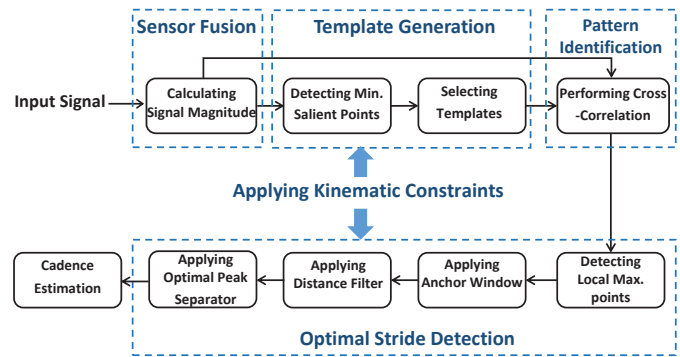 Sensor Fusion
Template Generation
Pattern
Identification
Input Signal
Calculating
Signal Magnitude
Detecting Min.
Salient Points
Selecting
Templates
Performing Cross
-Correlation
Applying Kinematic Constraints
Cadence
Estimation
Applying
Optimal Peak
Separator
Applying
Distance Filter
Applying
Anchor Window
Detecting
Local Max.
points
Optimal Stride Detection